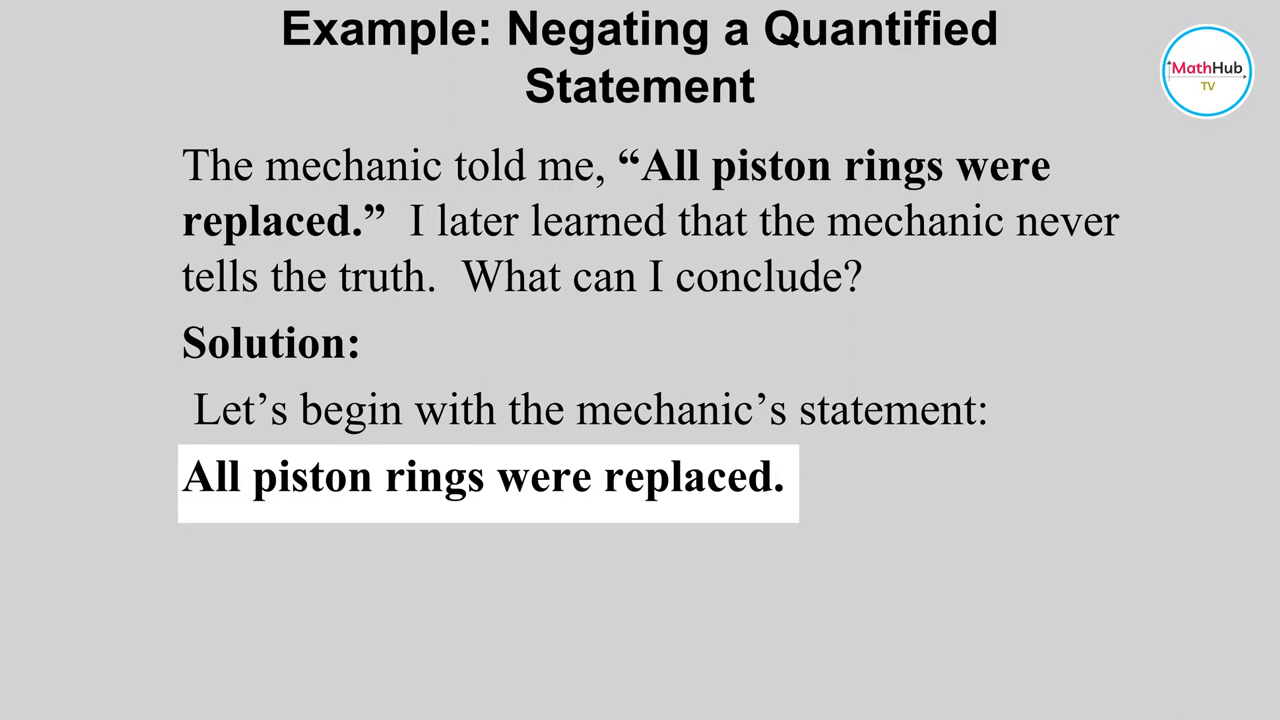 Example: Negating a Quantified
Statement
MathHub
TV
The mechanic told me, “All piston rings were
replaced.” I later learned that the mechanic never
tells the truth. What can I conclude?
Solution:
Let’s begin with the mechanic’s statement:
All piston rings were replaced.